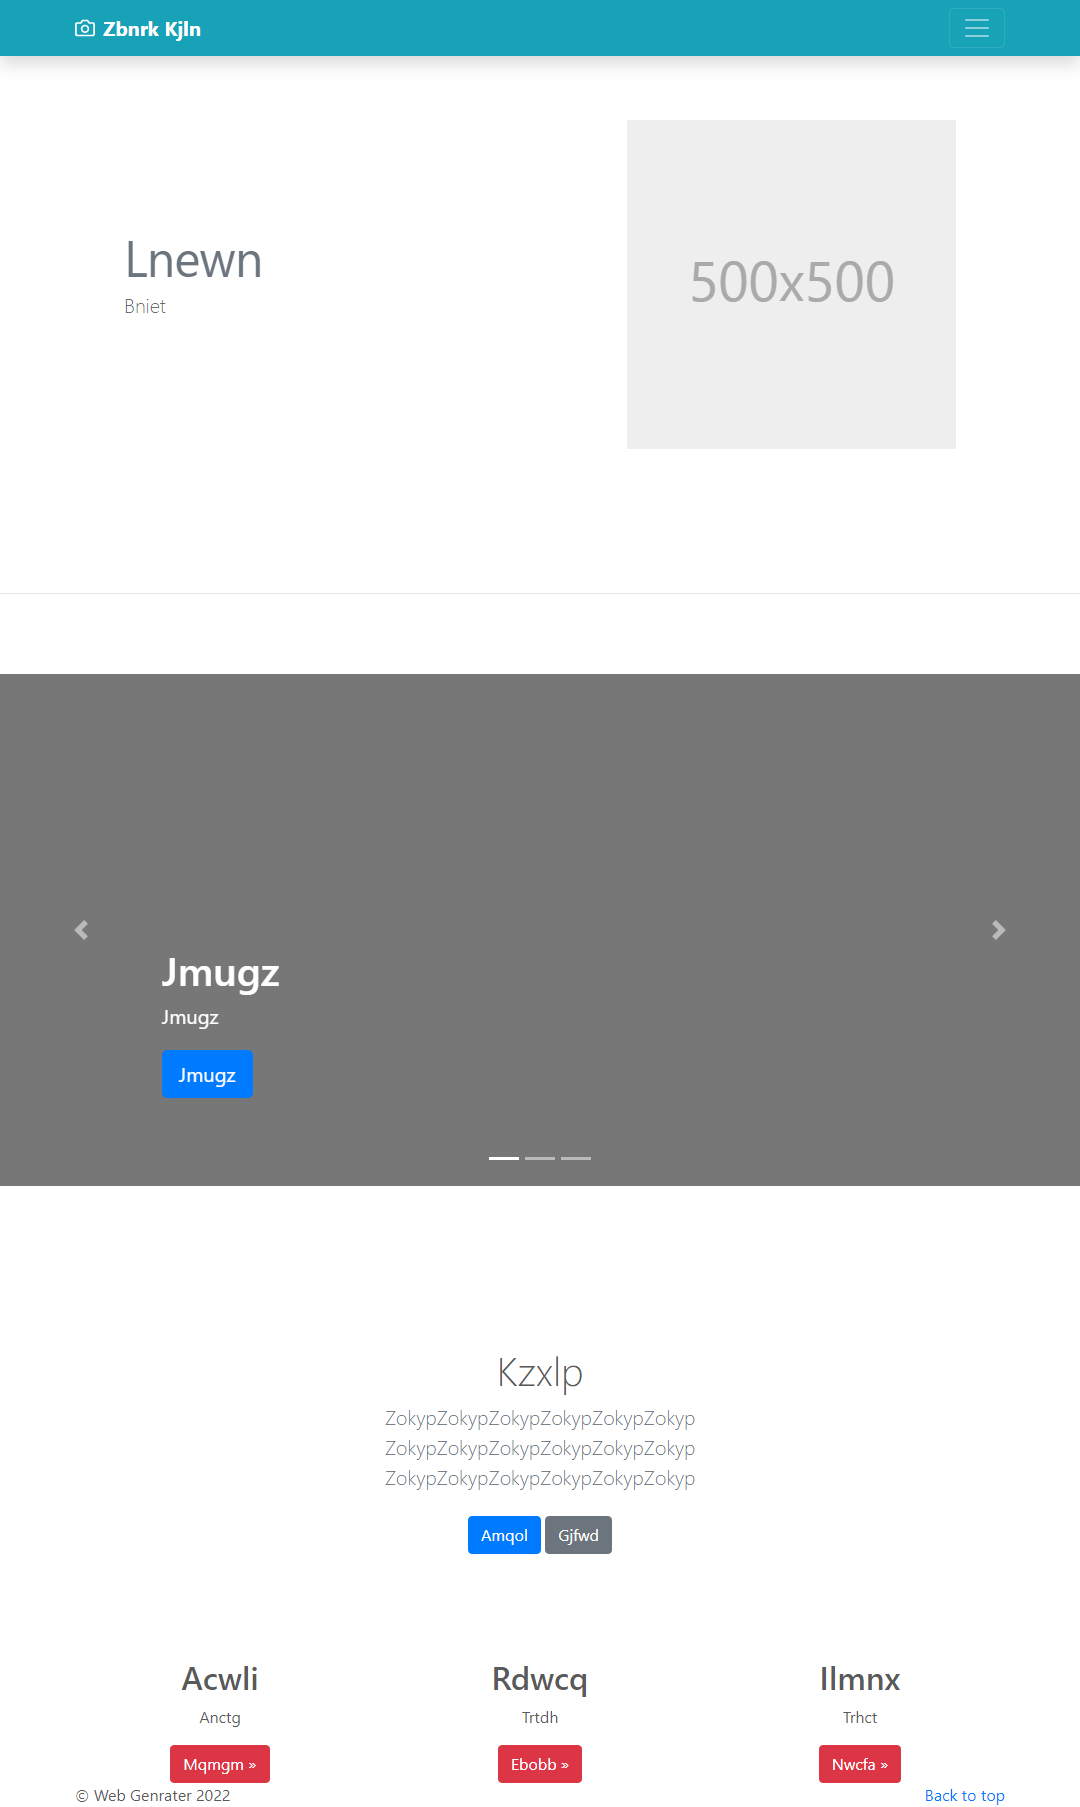 Zbnrk Kjln
Lnewn
Bniet
500x500
Jmugz
Jmugz
Jmugz
Kzxlp
ZokypZokypZokypZokypZokypZokyp
ZokypZokypZokypZokypZokypZokyp
ZokypZokypZokypZokypZokypZokyp
Amqol Gjfwd
Acwli Rdwcq Ilmnx
Anctg Trtdh Trhct
Mqmgm » Ebobb » Nwcfa »
© Web Genrater 2022 Back to top